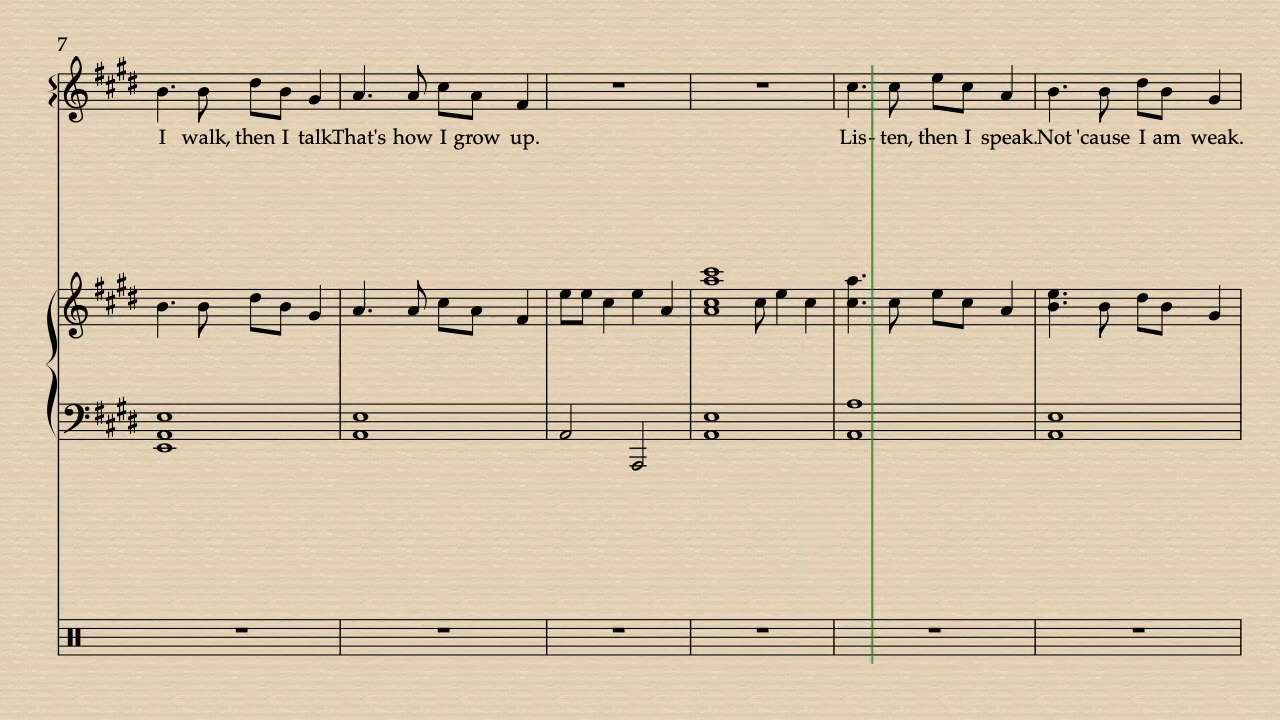 7
I walk, then I talk. That's how I grow up. Lis- ten, then I speak. Not 'cause I am weak.